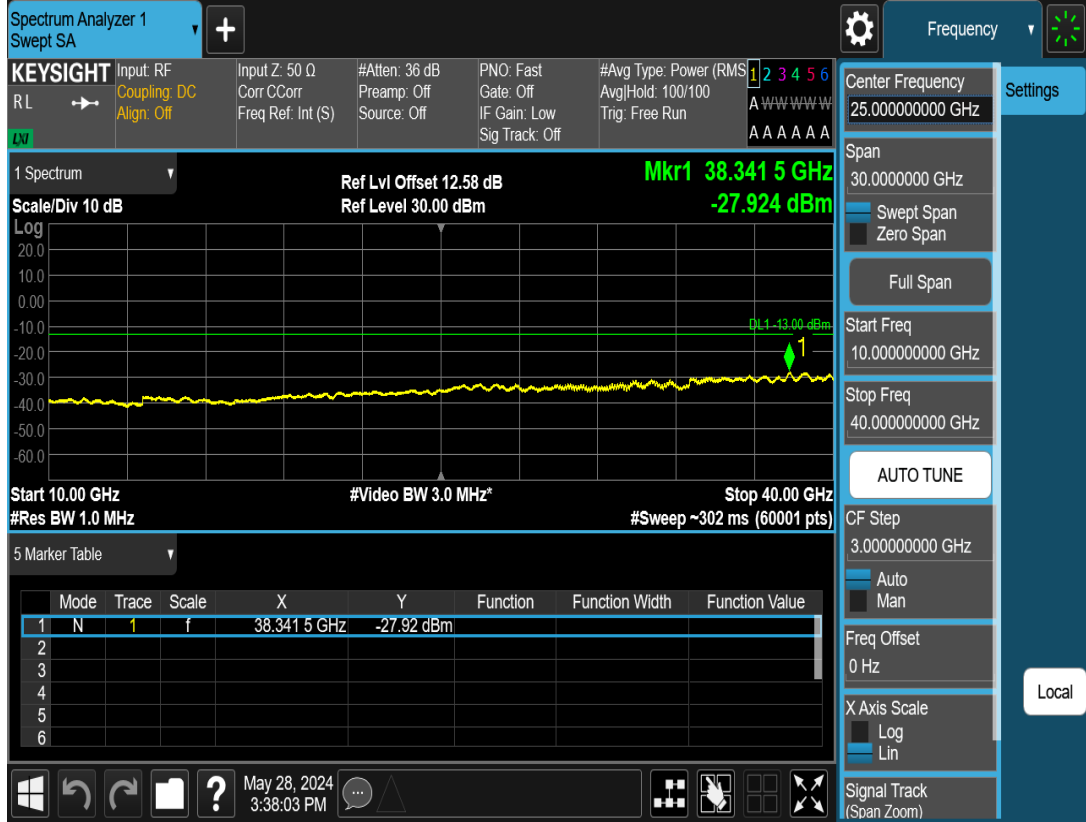 Spectrum Analyzer 1
Swept SA
+
Frequency
KEYSIGHT
R L
LXI
Input: RF
Coupling: DC
Align: Off
Input Z: 50 Ω
Corr CCorr
Freq Ref: Int (S)
#Atten: 36 dB
Preamp: Off
Source: Off
PNO: Fast
Gate: Off
IF Gain: Low
Sig Track: Off
#Avg Type: Power (RMS
Avg|Hold: 100/100
Trig: Free Run
1 2 3 4 5 6
A W W W W W
A A A A A A
1 Spectrum
Scale/Div 10 dB
Ref Lvl Offset 12.58 dB
Ref Level 30.00 dBm
Mkr1 38.341 5 GHz
-27.924 dBm
Log
20.0
10.0
0.00
-10.0
-20.0
-30.0
-40.0
-50.0
-60.0
DL1 -13.00 dBm
1
Start 10.00 GHz
#Video BW 3.0 MHz*
Stop 40.00 GHz
#Res BW 1.0 MHz
#Sweep ~302 ms (60001 pts)
5 Marker Table
Mode Trace Scale X Y Function Function Width Function Value
1 N 1 f 38.341 5 GHz -27.92 dBm
2
3
4
5
6
?
May 28, 2024
3:38:03 PM
Settings
Center Frequency
25.000000000 GHz
Span
30.0000000 GHz
Swept Span
Zero Span
Full Span
Start Freq
10.000000000 GHz
Stop Freq
40.000000000 GHz
AUTO TUNE
CF Step
3.000000000 GHz
Auto
Man
Freq Offset
0 Hz
Local
X Axis Scale
Log
Lin
Signal Track
(Span Zoom)